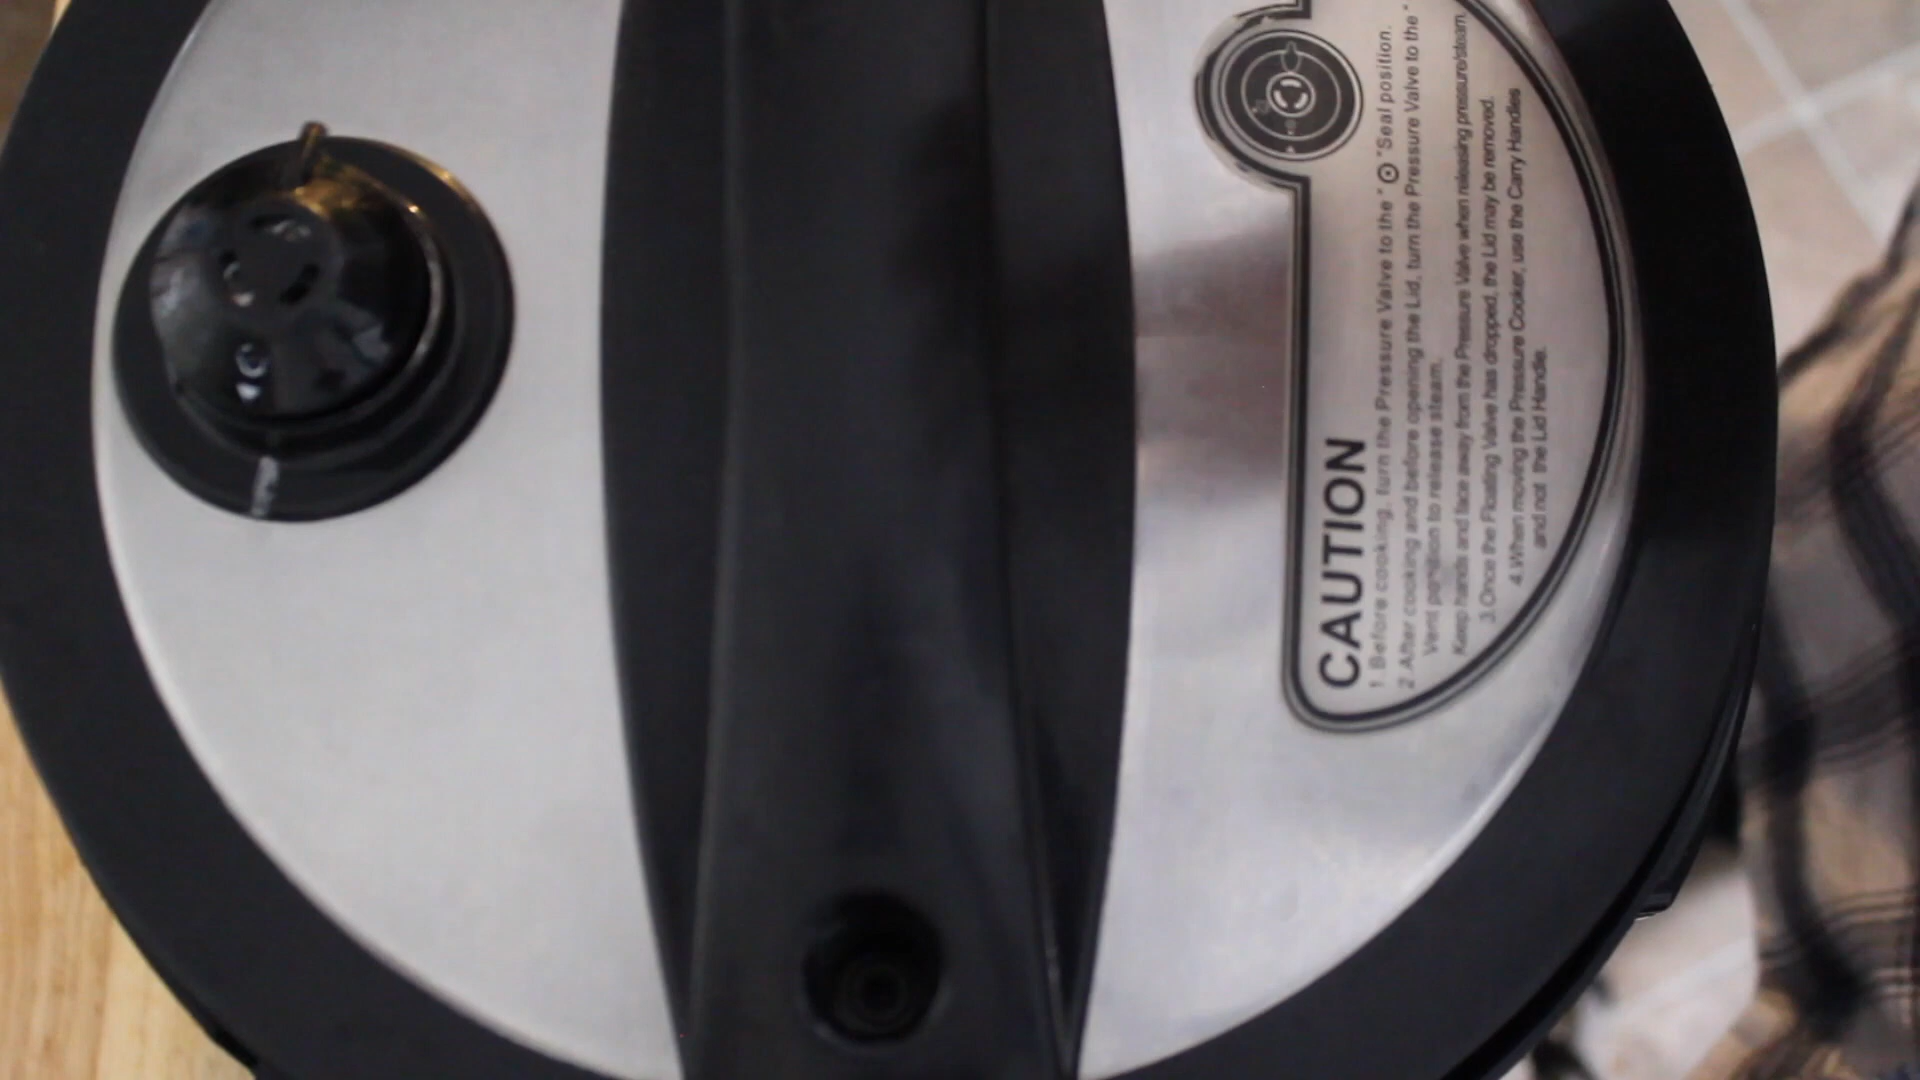 CAUTION
1. Before cooking, turn the Pressure Valve to the " ⊙ "Seal position.
2. After cooking and before opening the Lid, turn the Pressure Valve to the "
Vent position to release steam.
Keep hands and face away from the Pressure Valve when releasing pressure/steam.
3. Once the Floating Valve has dropped, the Lid may be removed.
4. When moving the Pressure Cooker, use the Carry Handles
and not the Lid Handle.